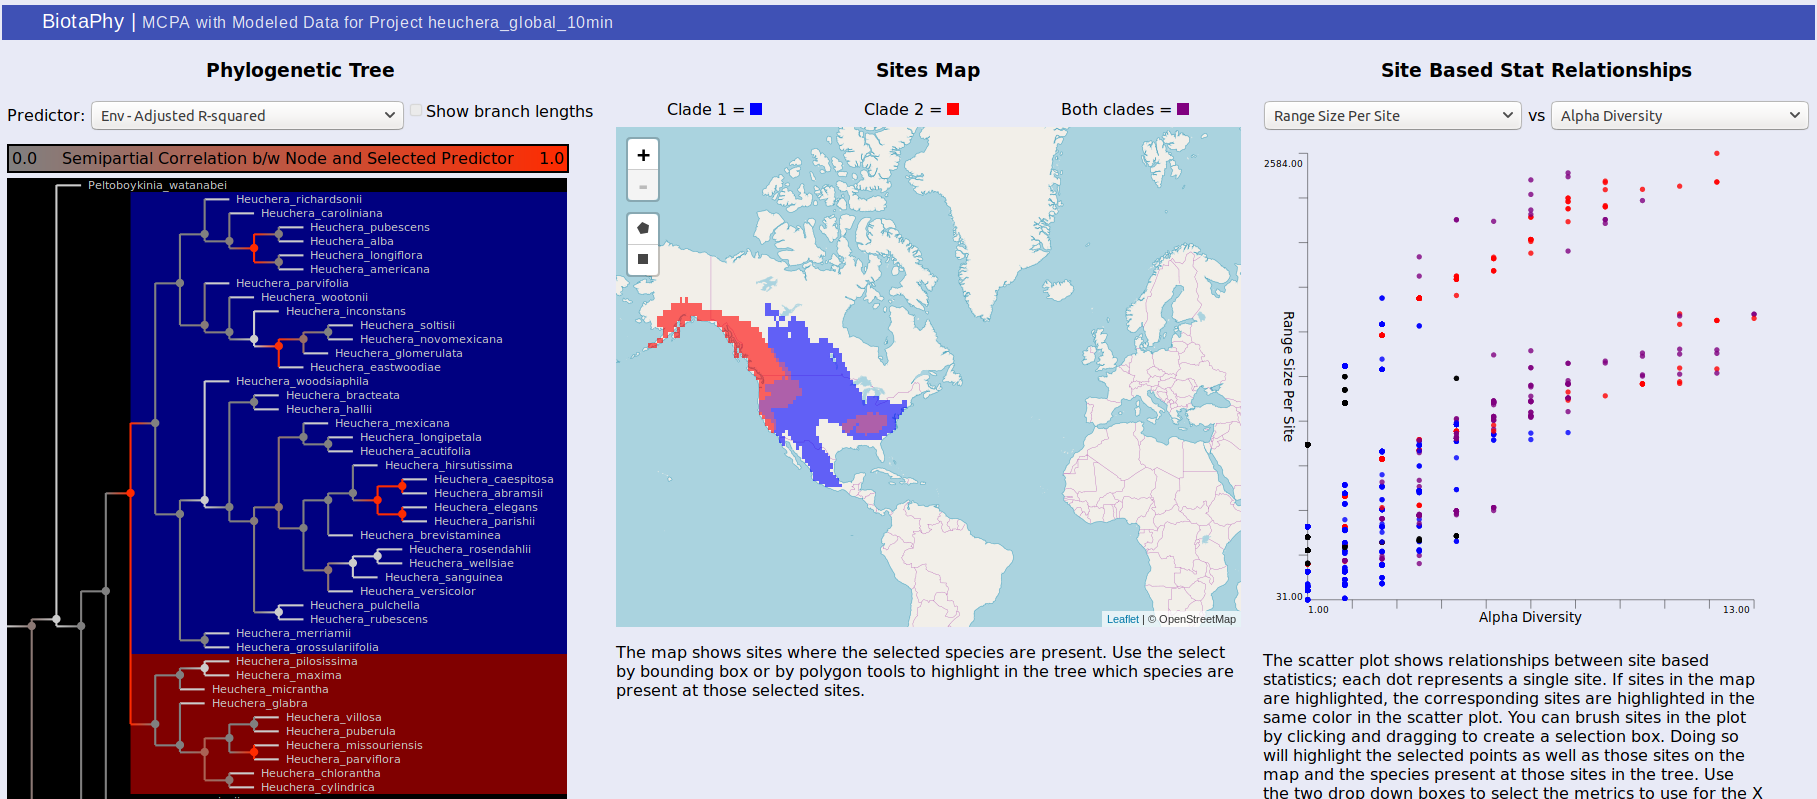 BiotaPhy | MCPA with Modeled Data for Project heuchera_global_10min
Phylogenetic Tree
Predictor: Env - Adjusted R-squared
Show branch lengths
0.0 Semipartial Correlation b/w Node and Selected Predictor 1.0
Peltoboykinia_watanabei
Heuchera_richardsonii
Heuchera_caroliniana
Heuchera_pubescens
Heuchera_alba
Heuchera_longiflora
Heuchera_americana
Heuchera_parvifolia
Heuchera_wootonii
Heuchera_inconstans
Heuchera_soltisii
Heuchera_novomexicana
Heuchera_glomerulata
Heuchera_eastwoodiae
Heuchera_woodsiaphila
Heuchera_bracteata
Heuchera_hallii
Heuchera_mexicana
Heuchera_longipetala
Heuchera_acutifolia
Heuchera_hirsutissima
Heuchera_caespitosa
Heuchera_abramsii
Heuchera_elegans
Heuchera_parishii
Heuchera_brevistaminea
Heuchera_rosendahlii
Heuchera_wellsiae
Heuchera_sanguinea
Heuchera_versicolor
Heuchera_pulchella
Heuchera_rubescens
Heuchera_merriamii
Heuchera_grossulariifolia
Heuchera_pilosissima
Heuchera_maxima
Heuchera_micrantha
Heuchera_glabra
Heuchera_villosa
Heuchera_puberula
Heuchera_missouriensis
Heuchera_parviflora
Heuchera_chlorantha
Heuchera_cylindrica
Sites Map
Clade 1 =
Clade 2 =
Both clades =
+
-
Leaflet | © OpenStreetMap
The map shows sites where the selected species are present. Use the select
by bounding box or by polygon tools to highlight in the tree which species are
present at those selected sites.
Site Based Stat Relationships
Range Size Per Site vs Alpha Diversity
2584.00
Range Size Per Site
31.00
1.00
13.00
Alpha Diversity
The scatter plot shows relationships between site based
statistics; each dot represents a single site. If sites in the map
are highlighted, the corresponding sites are highlighted in the
same color in the scatter plot. You can brush sites in the plot
by clicking and dragging to create a selection box. Doing so
will highlight the selected points as well as those sites on the
map and the species present at those sites in the tree. Use
the two drop down boxes to select the metrics to use for the X